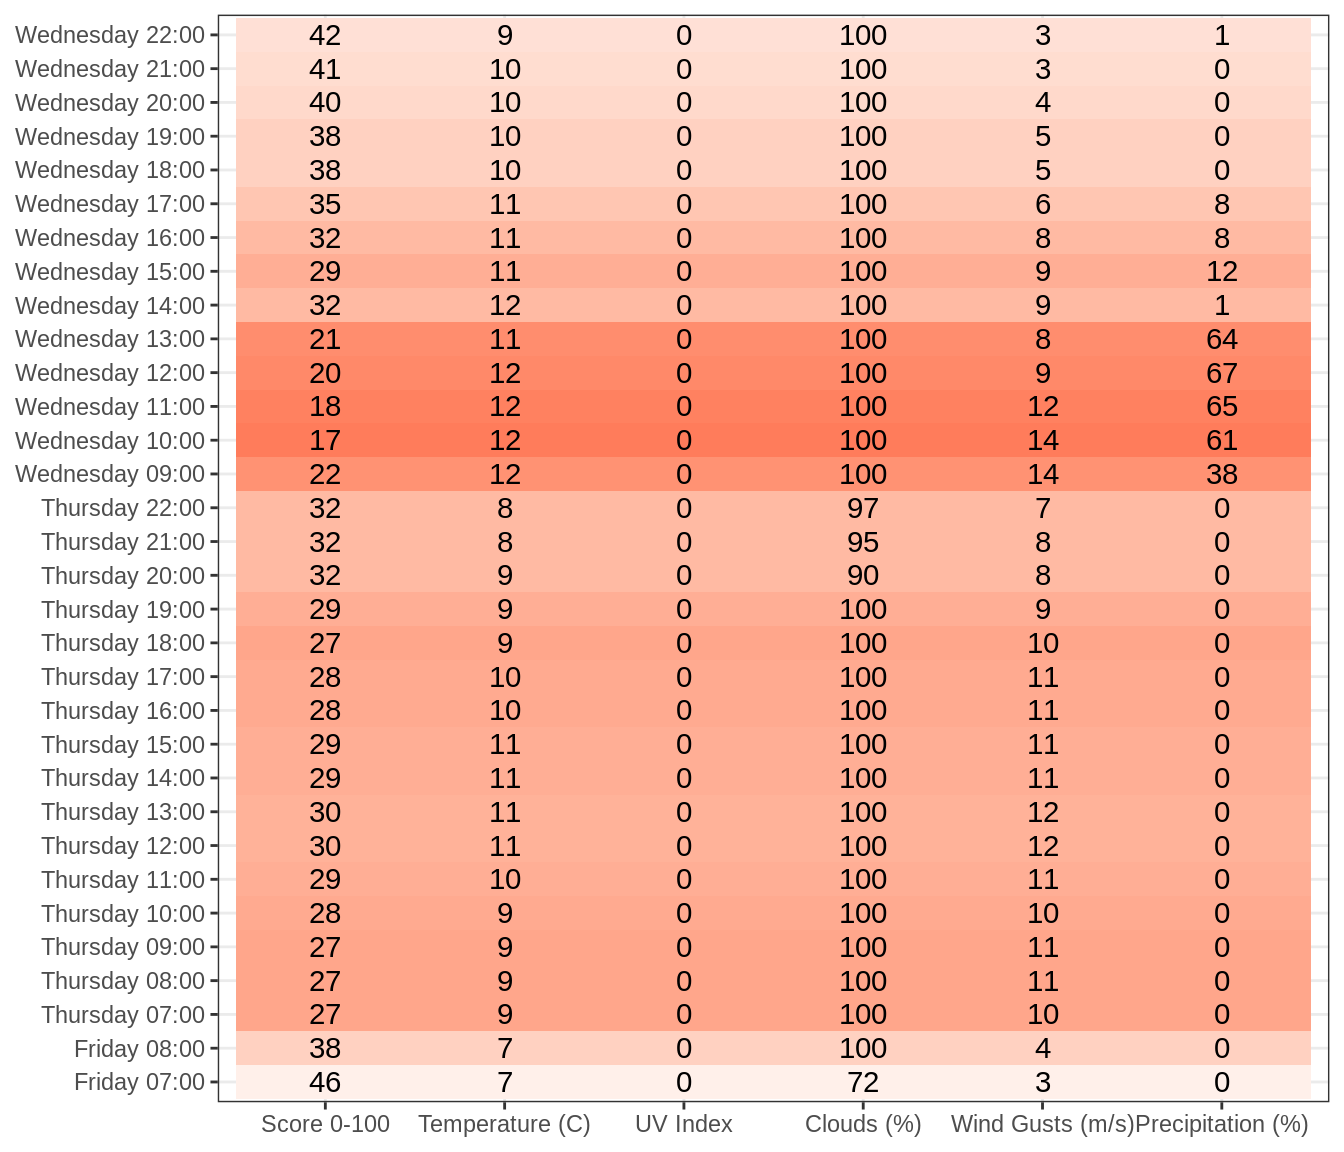 Wednesday 22:00 42 9 0 100 3 1
Wednesday 21:00 41 10 0 100 3 0
Wednesday 20:00 40 10 0 100 4 0
Wednesday 19:00 38 10 0 100 5 0
Wednesday 18:00 38 10 0 100 5 0
Wednesday 17:00 35 11 0 100 6 8
Wednesday 16:00 32 11 0 100 8 8
Wednesday 15:00 29 11 0 100 9 12
Wednesday 14:00 32 12 0 100 9 1
Wednesday 13:00 21 11 0 100 8 64
Wednesday 12:00 20 12 0 100 9 67
Wednesday 11:00 18 12 0 100 12 65
Wednesday 10:00 17 12 0 100 14 61
Wednesday 09:00 22 12 0 100 14 38
Thursday 22:00 32 8 0 97 7 0
Thursday 21:00 32 8 0 95 8 0
Thursday 20:00 32 9 0 90 8 0
Thursday 19:00 29 9 0 100 9 0
Thursday 18:00 27 9 0 100 10 0
Thursday 17:00 28 10 0 100 11 0
Thursday 16:00 28 10 0 100 11 0
Thursday 15:00 29 11 0 100 11 0
Thursday 14:00 29 11 0 100 11 0
Thursday 13:00 30 11 0 100 12 0
Thursday 12:00 30 11 0 100 12 0
Thursday 11:00 29 10 0 100 11 0
Thursday 10:00 28 9 0 100 10 0
Thursday 09:00 27 9 0 100 11 0
Thursday 08:00 27 9 0 100 11 0
Thursday 07:00 27 9 0 100 10 0
Friday 08:00 38 7 0 100 4 0
Friday 07:00 46 7 0 72 3 0
Score 0-100 Temperature (C) UV Index Clouds (%) Wind Gusts (m/s) Precipitation (%)